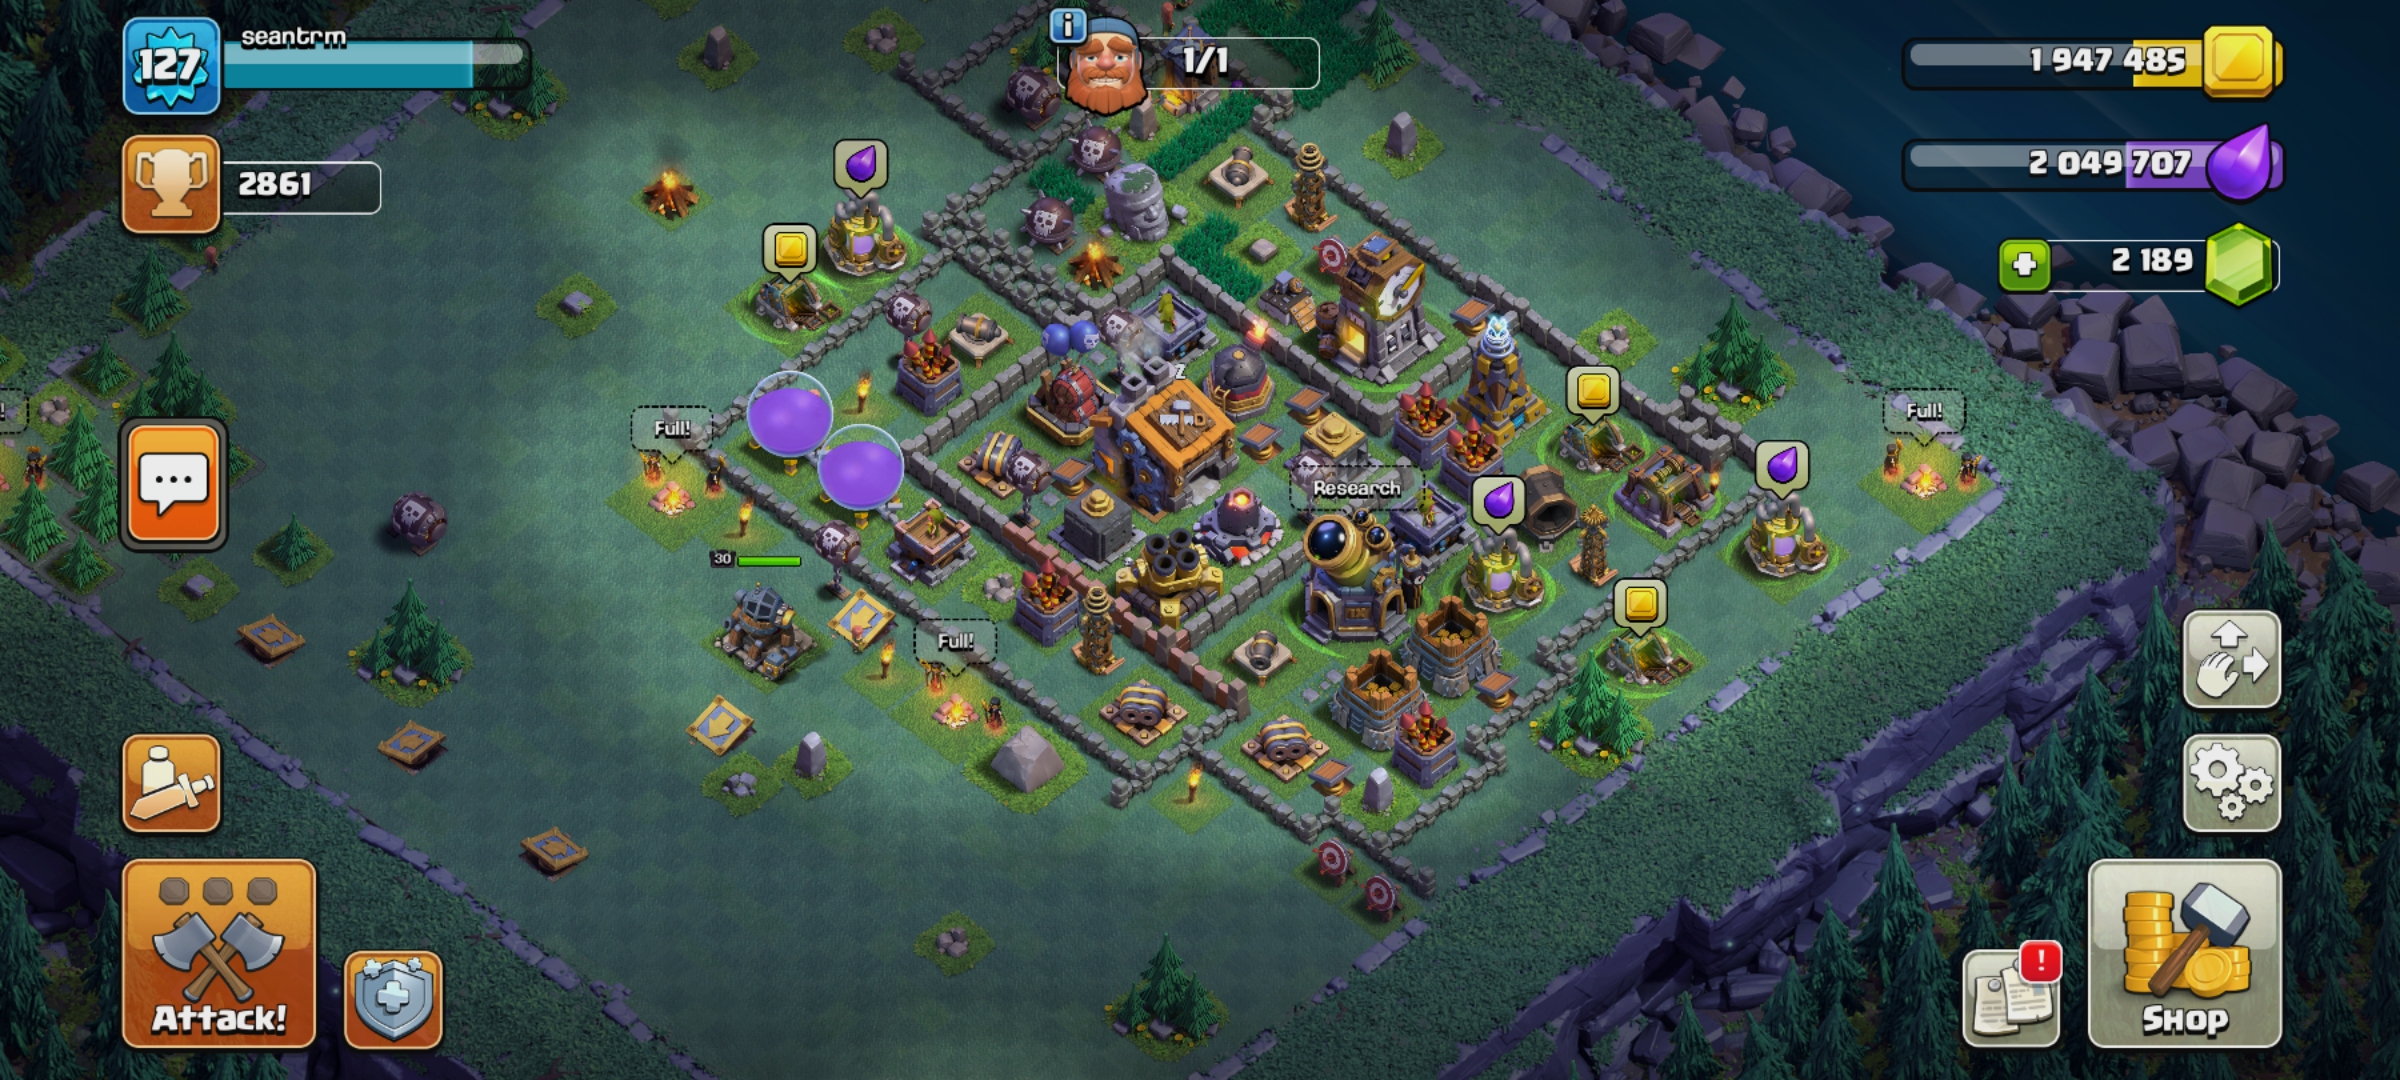 127
seantrm
1/1
1 947 485
2861
2 049 707
2 189
z
Full!
Full!
Research
30
Full!
!
Attack!
Shop